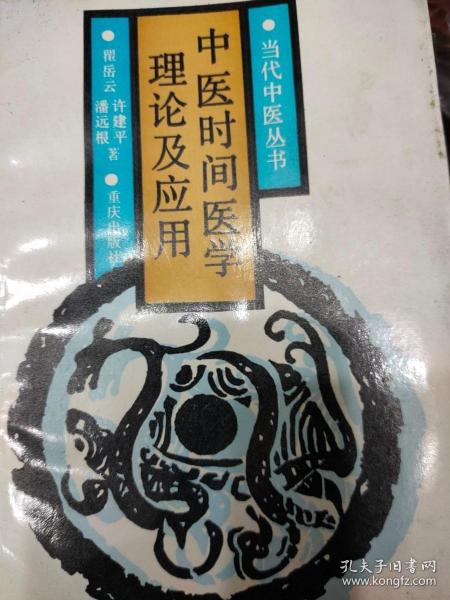 当代中医丛书
中医时间医学
理论及应用
瞿岳云
许建平
潘远根
著
重庆出版社
孔夫子旧书网
www.kongfz.com